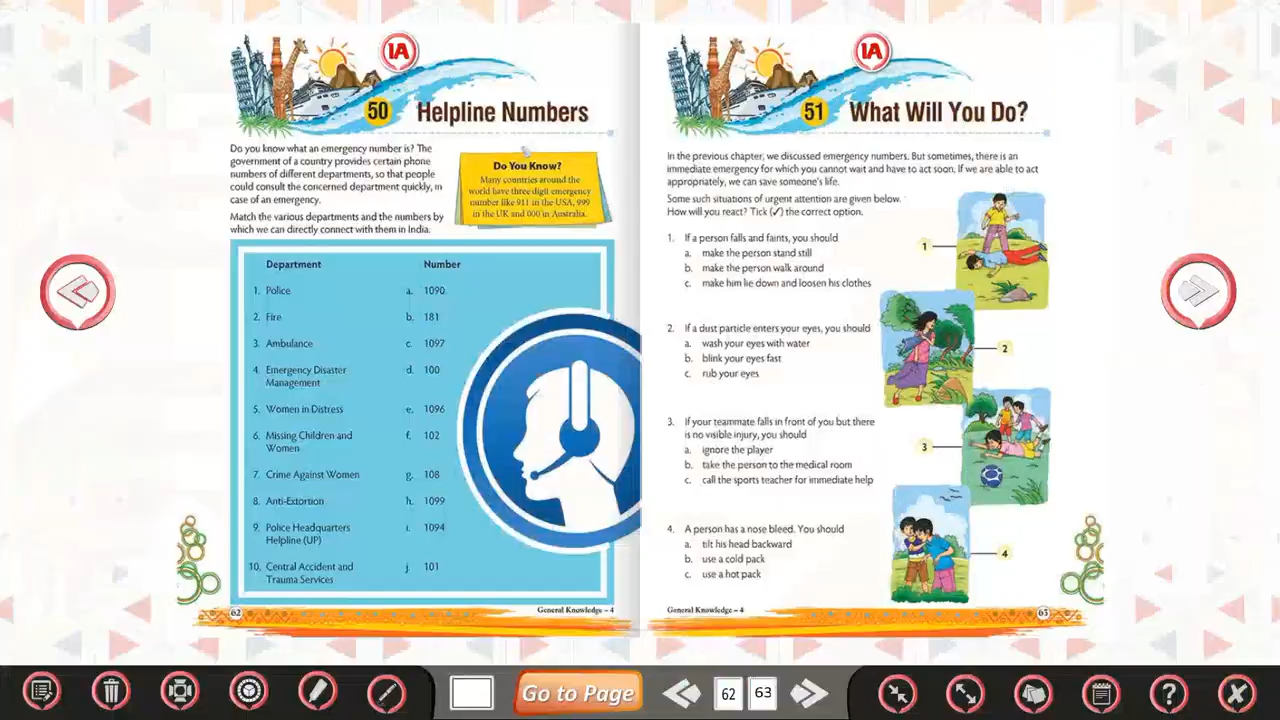 1A
50 Helpline Numbers
Do you know what an emergency number is? The
government of a country provides certain phone
numbers of different departments, so that people
could consult the concerned department quickly, in
case of an emergency.
Match the various departments and the numbers by
which we can directly connect with them in India.
Do You Know?
Many countries around the
world have three digit emergency
number like 911 in the USA, 999
in the UK and 000 in Australia.
Department Number
1. Police a. 1090
2. Fire b. 181
3. Ambulance c. 1097
4. Emergency Disaster d. 100
Management
5. Women in Distress e. 1096
6. Missing Children and f. 102
Women
7. Crime Against Women g. 108
8. Anti-Extortion h. 1099
9. Police Headquarters i. 1094
Helpline (UP)
10. Central Accident and j. 101
Trauma Services
62 General Knowledge – 4
1A
51 What Will You Do?
In the previous chapter, we discussed emergency numbers. But sometimes, there is an
immediate emergency for which you cannot wait and have to act soon. If we are able to act
appropriately, we can save someone's life.
Some such situations of urgent attention are given below.
How will you react? Tick (✓) the correct option.
1. If a person falls and faints, you should
a. make the person stand still
b. make the person walk around
c. make him lie down and loosen his clothes
1
2. If a dust particle enters your eyes, you should
a. wash your eyes with water
b. blink your eyes fast
c. rub your eyes
2
3. If your teammate falls in front of you but there
is no visible injury, you should
a. ignore the player
b. take the person to the medical room
c. call the sports teacher for immediate help
3
4. A person has a nose bleed. You should
a. tilt his head backward
b. use a cold pack
c. use a hot pack
4
General Knowledge – 4 63
Go to Page 62 63